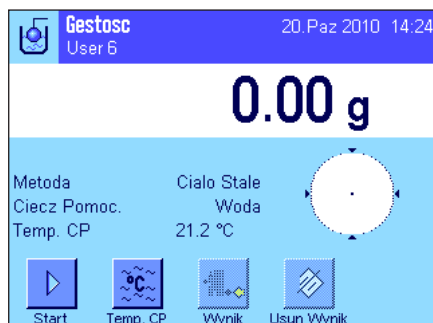 Gestosc 20.Paz 2010 14:24
User 6
0.00 g
Metoda Cialo Stale
Ciecz Pomoc. Woda
Temp. CP 21.2 °C
°C
Start Temp. CP Wynik Usun Wynik